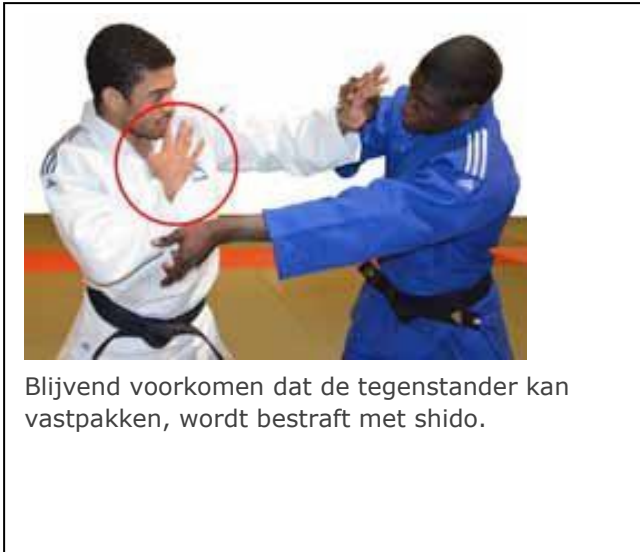 Blijvend voorkomen dat de tegenstander kan
vastpakken, wordt bestraft met shido.